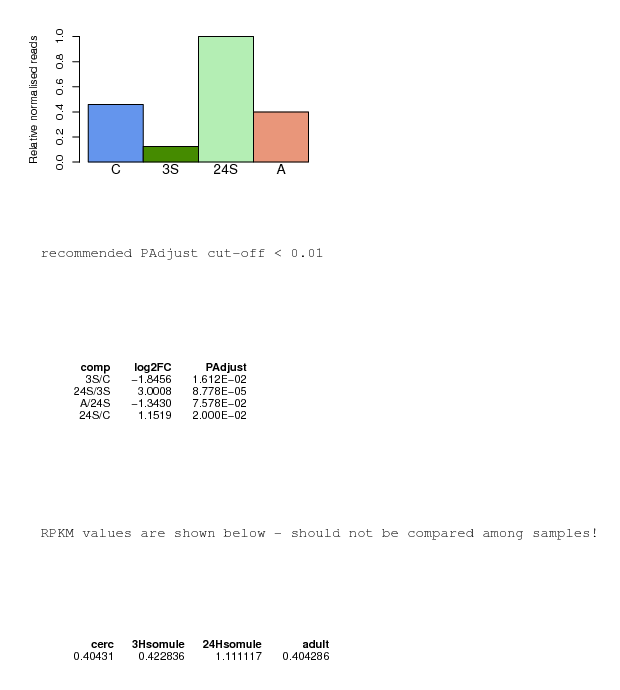 Relative normalised reads
1.0
0.8
0.6
0.4
0.2
0.0
C 3S 24S A
recommended PAdjust cut-off < 0.01
comp log2FC PAdjust
3S/C −1.8456 1.612E−02
24S/3S 3.0008 8.778E−05
A/24S −1.3430 7.578E−02
24S/C 1.1519 2.000E−02
RPKM values are shown below - should not be compared among samples!
cerc 3Hsomule 24Hsomule adult
0.40431 0.422836 1.111117 0.404286